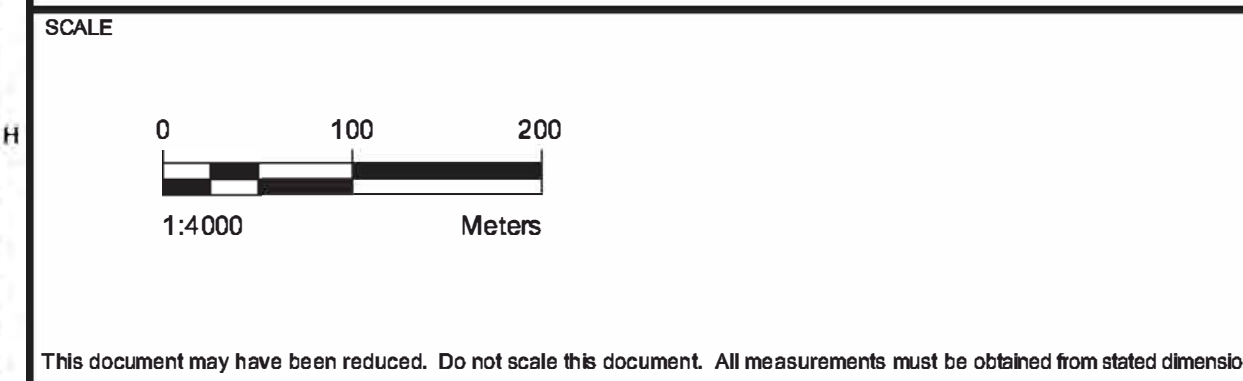 SCALE
H
0 100 200
1:4000 Meters
This document may have been reduced. Do not scale this document. All measurements must be obtained from stated dimensio